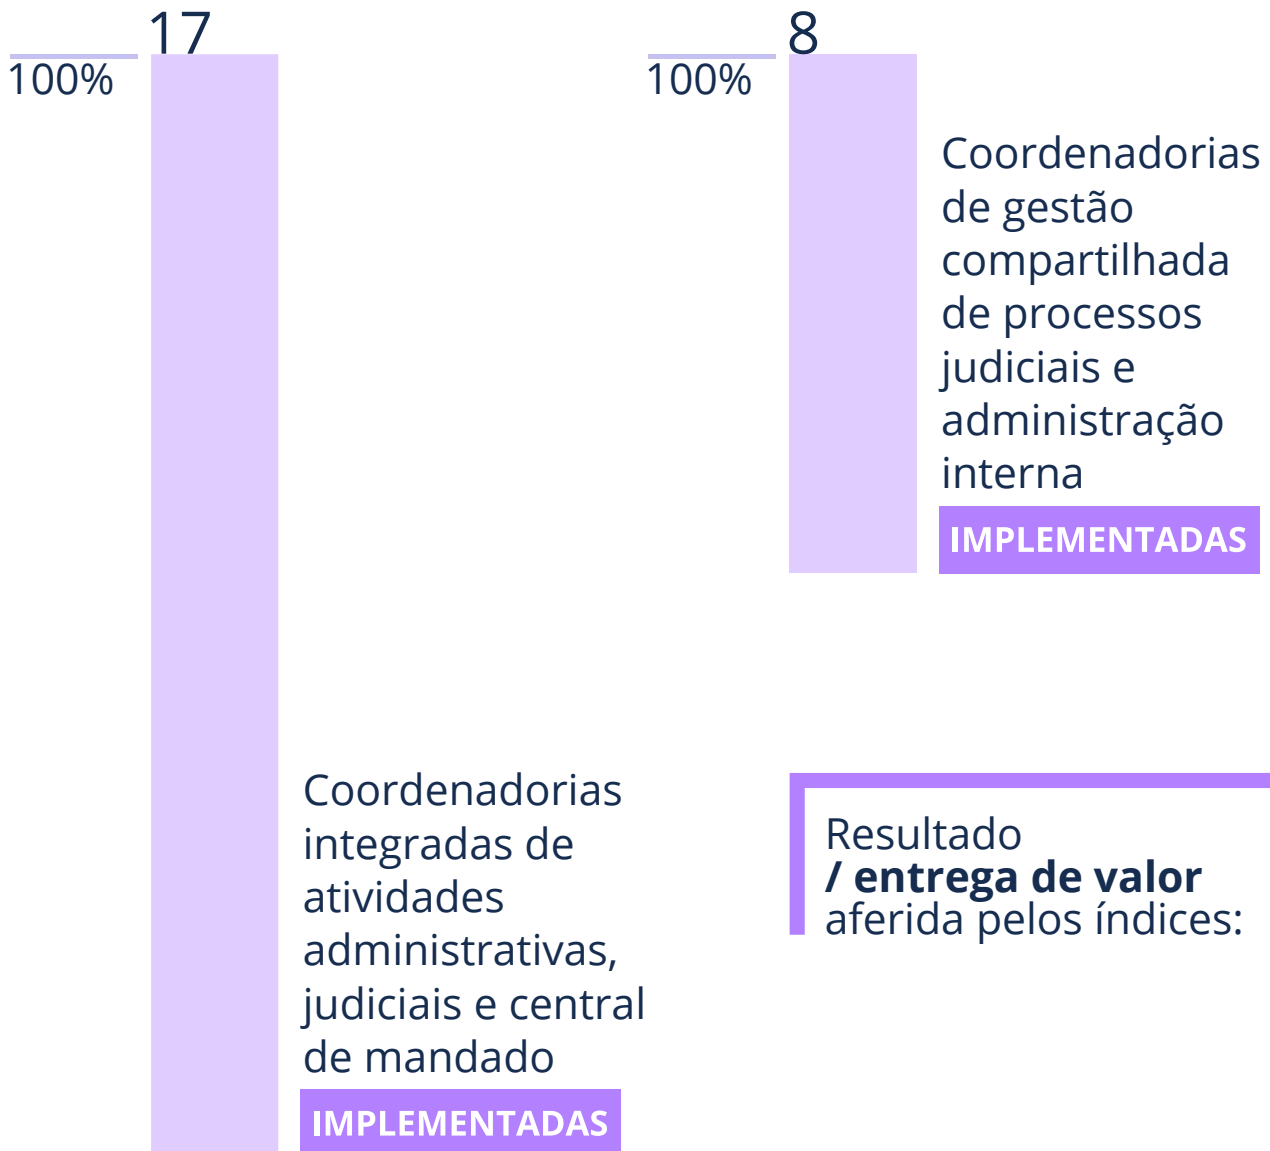 17
100%
Coordenadorias
integradas de
atividades
administrativas,
judiciais e central
de mandado
IMPLEMENTADAS
8
100%
Coordenadorias
de gestão
compartilhada
de processos
judiciais e
administração
interna
IMPLEMENTADAS
Resultado
/ entrega de valor
aferida pelos índices: